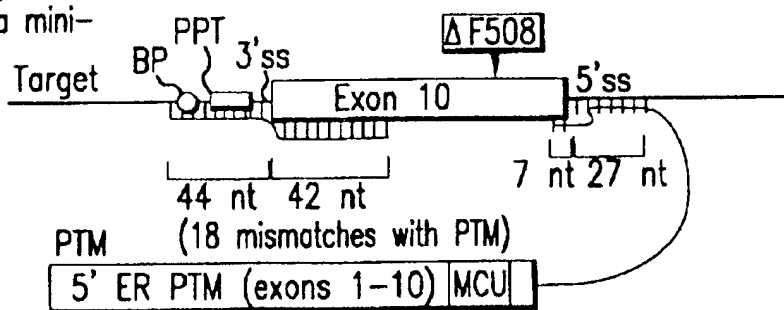 a mini-
BP PPT 3'ss ΔF508
Target Exon 10 5'ss
44 nt 42 nt 7 nt 27 nt
PTM (18 mismatches with PTM)
5' ER PTM (exons 1-10) MCU